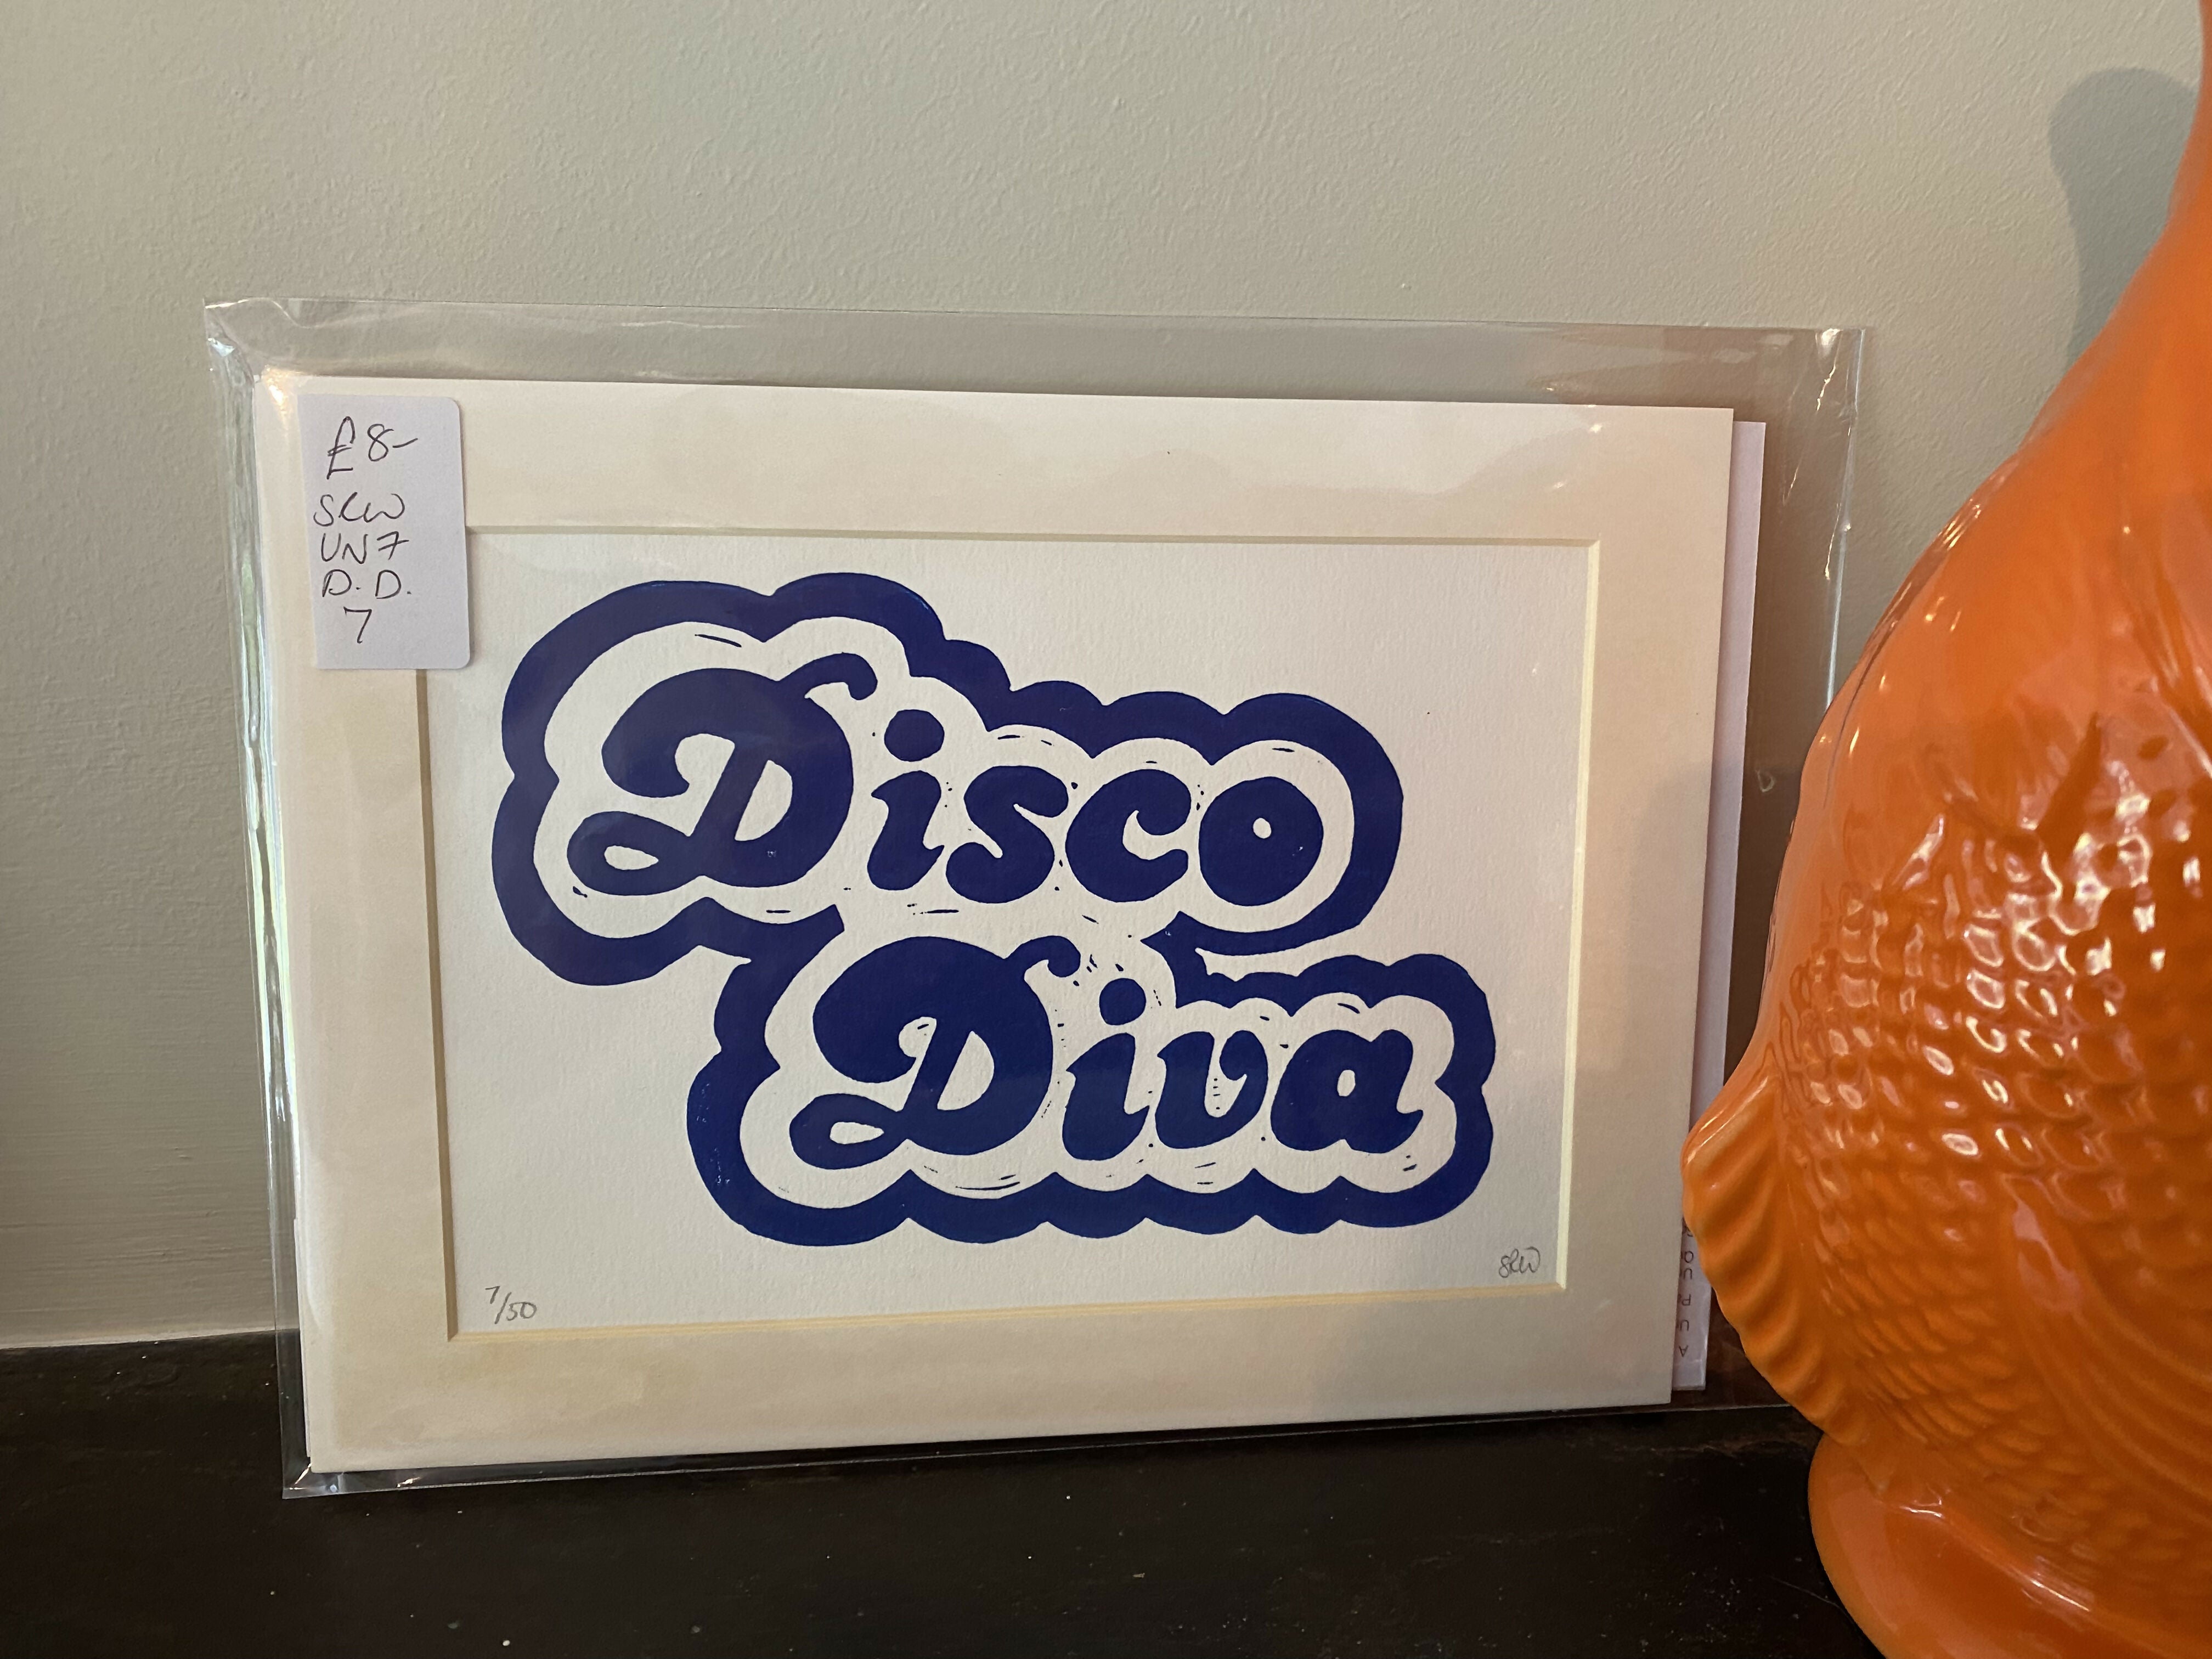 £8-
SLW
UN7
D.D.
7
Disco
Diva
7/50
SLW